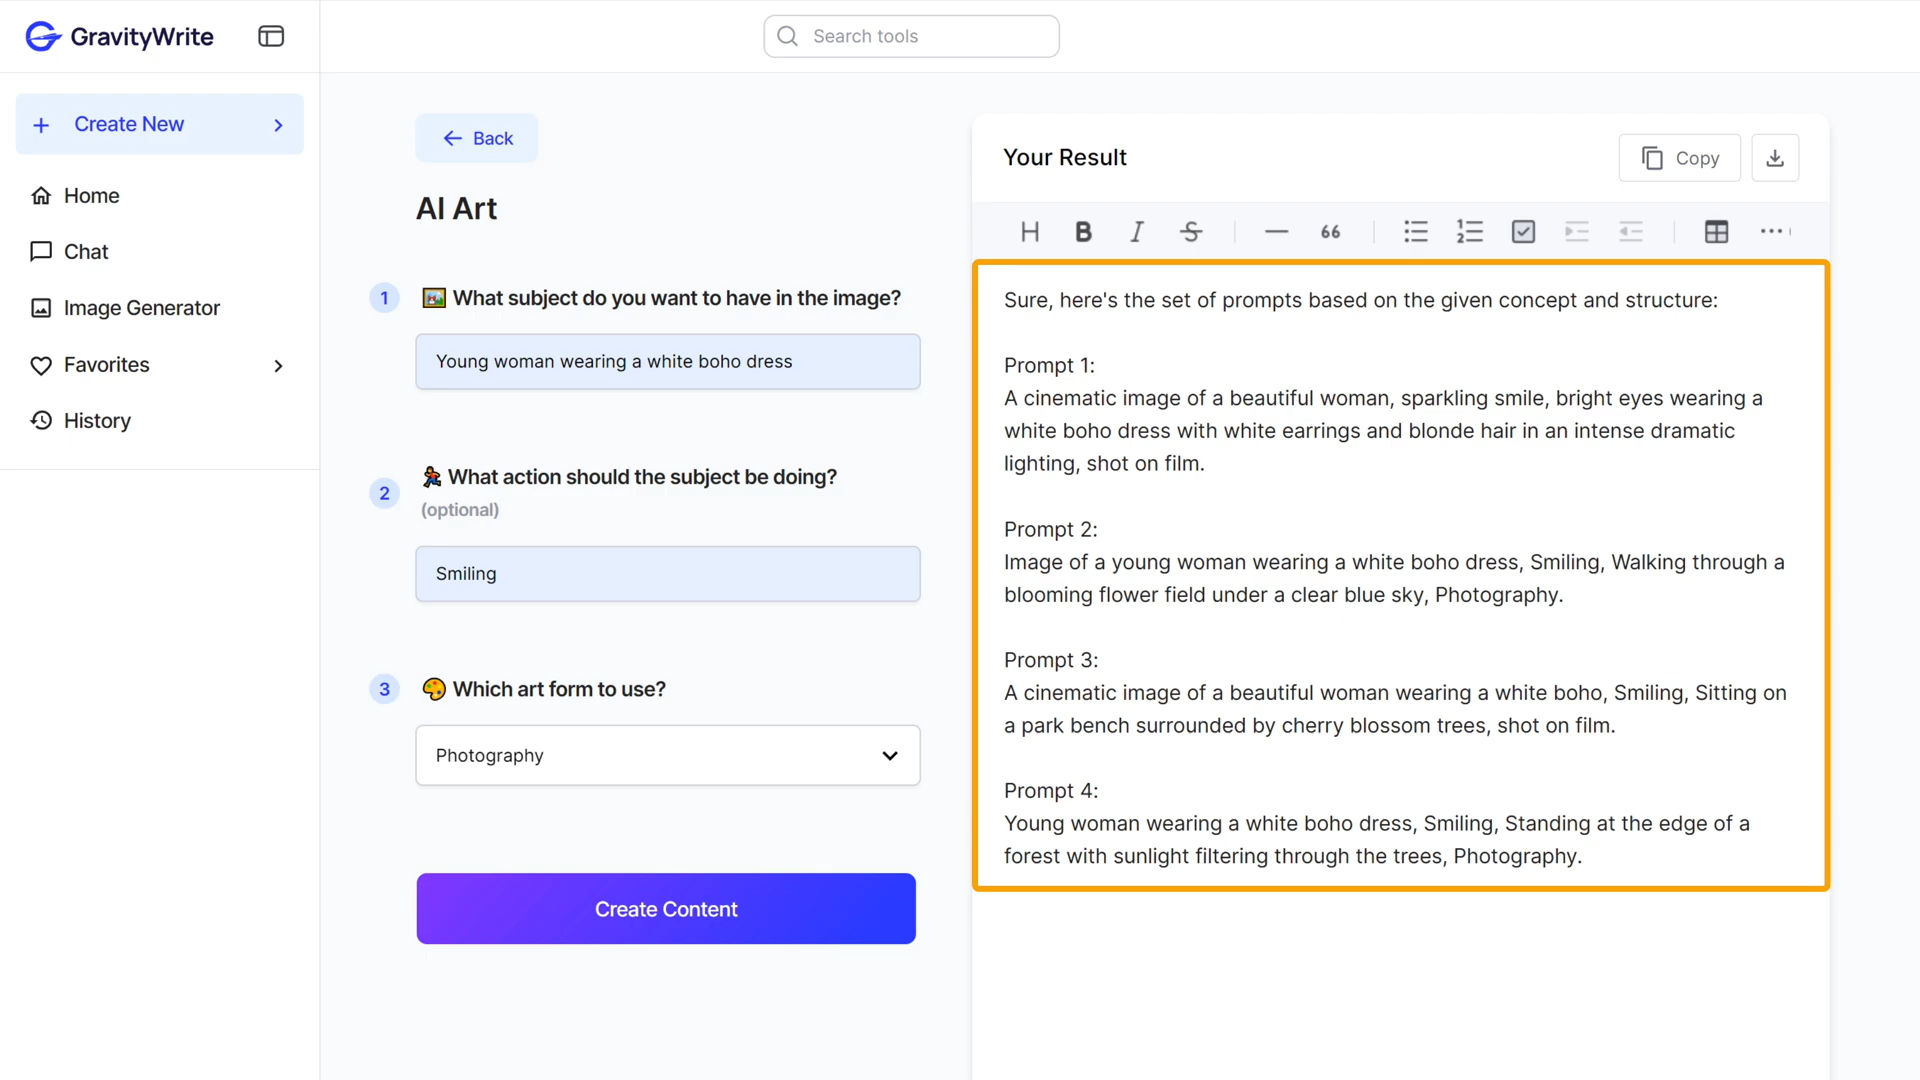 GravityWrite
Search tools
Create New
Home
Chat
Image Generator
Favorites
History
Back
AI Art
1
What subject do you want to have in the image?
Young woman wearing a white boho dress
2
What action should the subject be doing?
(optional)
Smiling
3
Which art form to use?
Photography
Create Content
Your Result
Copy
H B I S — 66
Sure, here's the set of prompts based on the given concept and structure:
Prompt 1:
A cinematic image of a beautiful woman, sparkling smile, bright eyes wearing a
white boho dress with white earrings and blonde hair in an intense dramatic
lighting, shot on film.
Prompt 2:
Image of a young woman wearing a white boho dress, Smiling, Walking through a
blooming flower field under a clear blue sky, Photography.
Prompt 3:
A cinematic image of a beautiful woman wearing a white boho, Smiling, Sitting on
a park bench surrounded by cherry blossom trees, shot on film.
Prompt 4:
Young woman wearing a white boho dress, Smiling, Standing at the edge of a
forest with sunlight filtering through the trees, Photography.